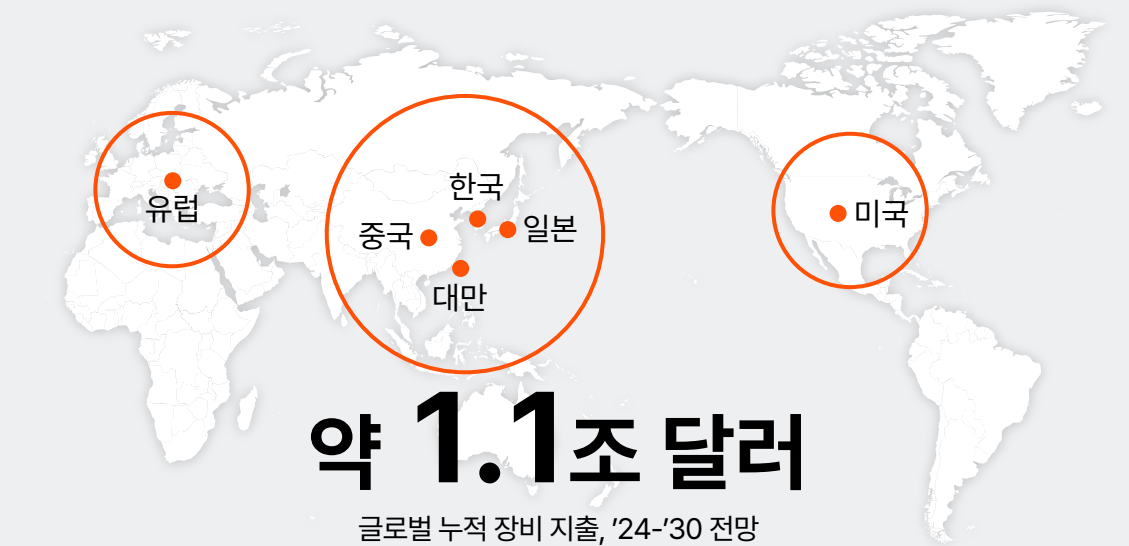 유럽
한국
중국
일본
대만
미국
약 1.1조 달러
글로벌 누적 장비 지출, ’24-’30 전망